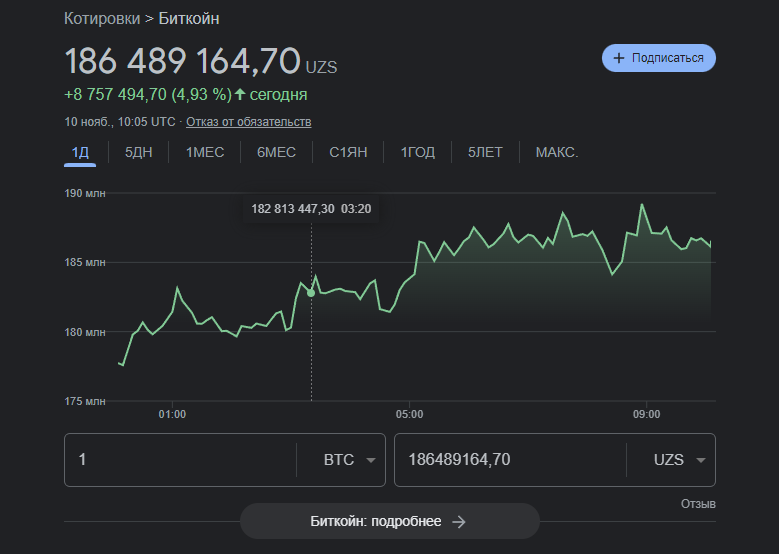 Котировки > Биткойн
186 489 164,70 UZS
+ Подписаться
+8 757 494,70 (4,93 %) ↑ сегодня
10 нояб., 10:05 UTC · Отказ от обязательств
1Д 5ДН 1МЕС 6МЕС С1ЯН 1ГОД 5ЛЕТ МАКС.
190 млн
182 813 447,30 03:20
185 млн
180 млн
175 млн
01:00 05:00 09:00
1 BTC 186489164,70 UZS
Отзыв
Биткойн: подробнее →